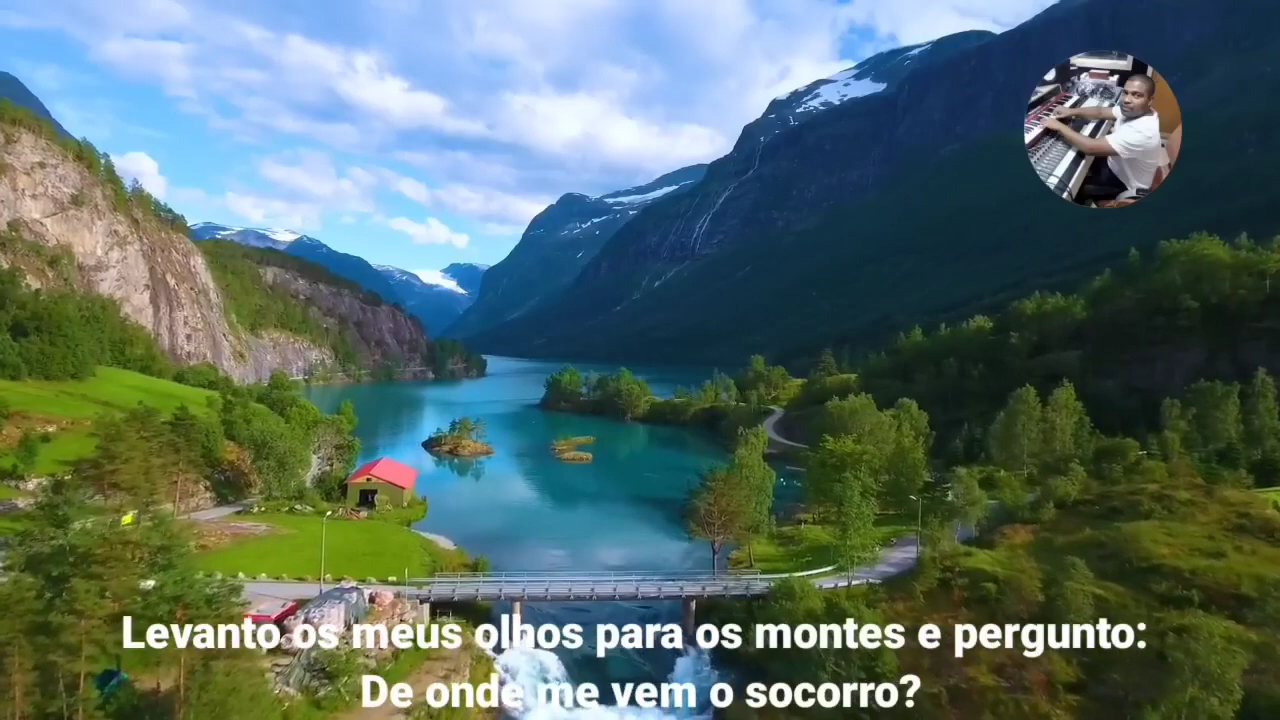 Levanto os meus olhos para os montes e pergunto:
De onde me vem o socorro?